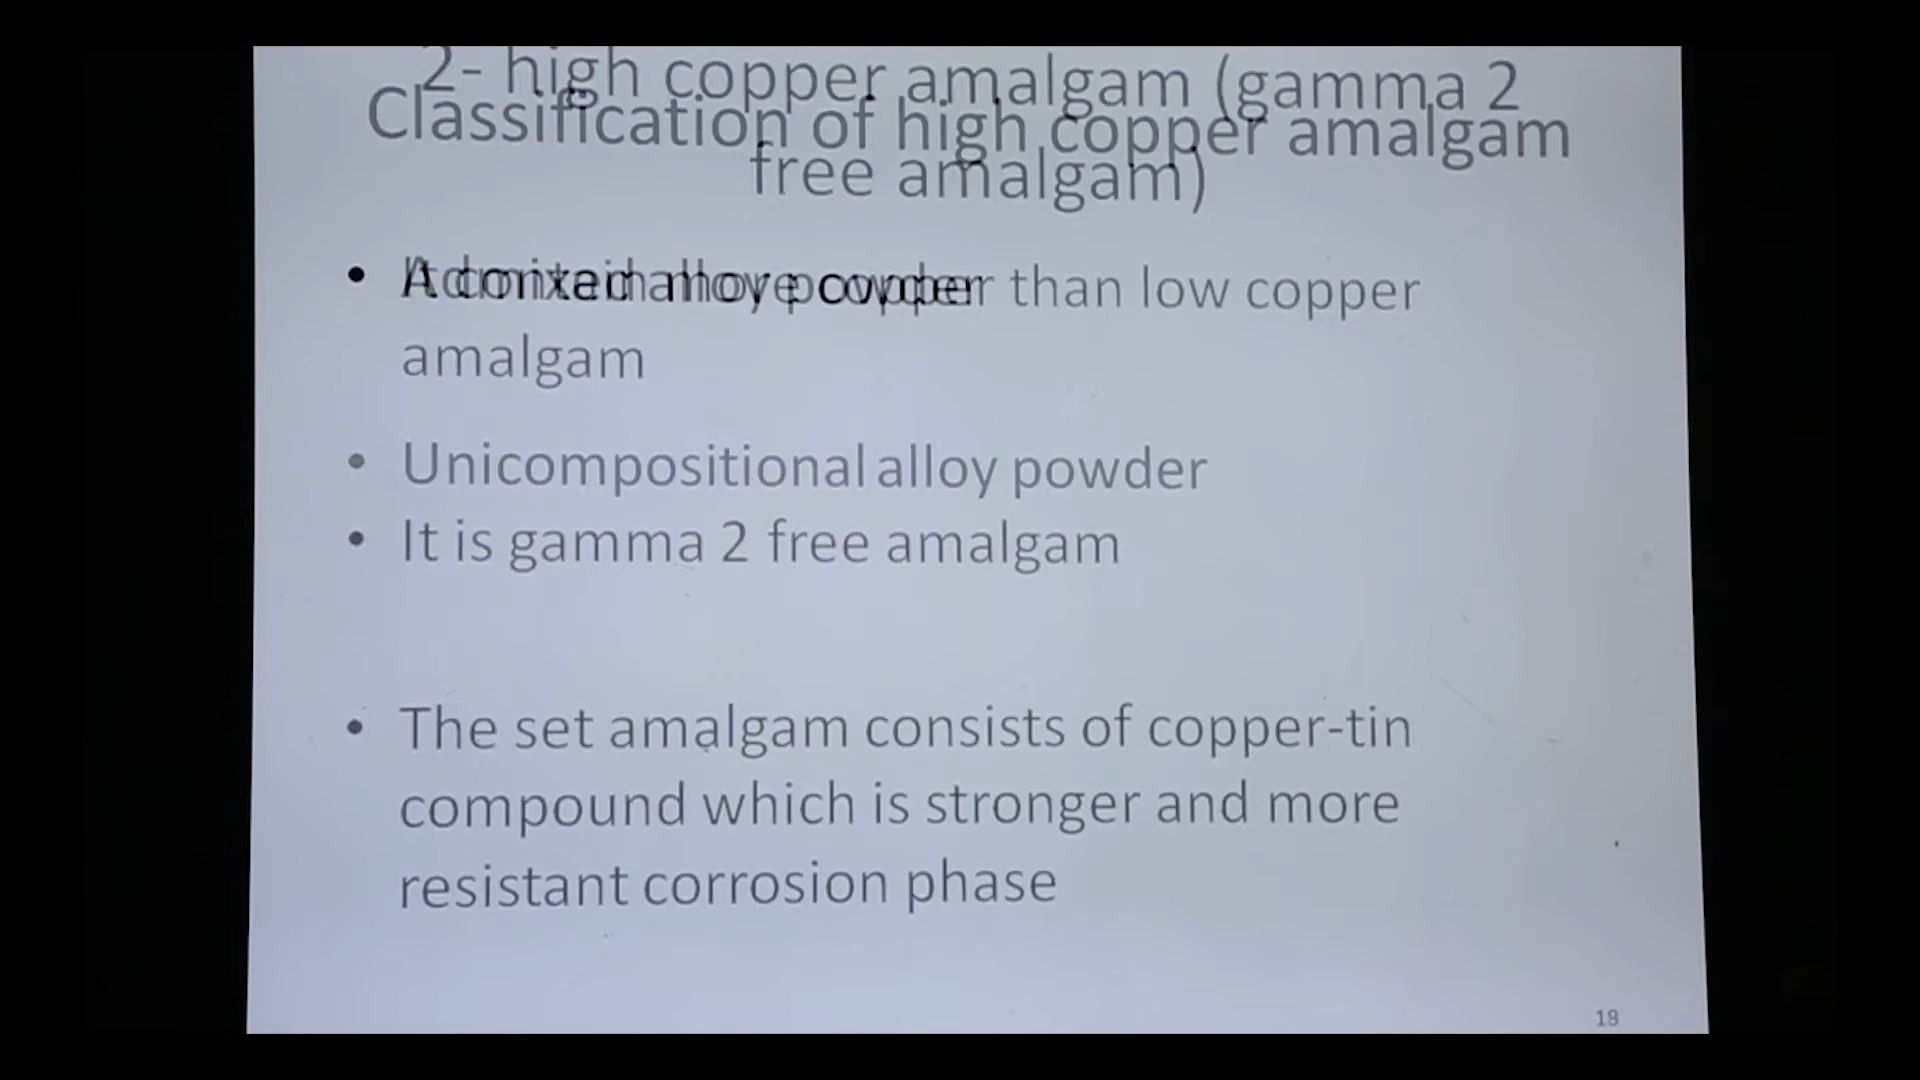 2- high copper amalgam (gamma 2
Classification of high copper amalgam
free amalgam)
• Admixed alloy powder
• It contain more copper than low copper
amalgam
• Unicompositional alloy powder
• It is gamma 2 free amalgam
• The set amalgam consists of copper-tin
compound which is stronger and more
resistant corrosion phase
18